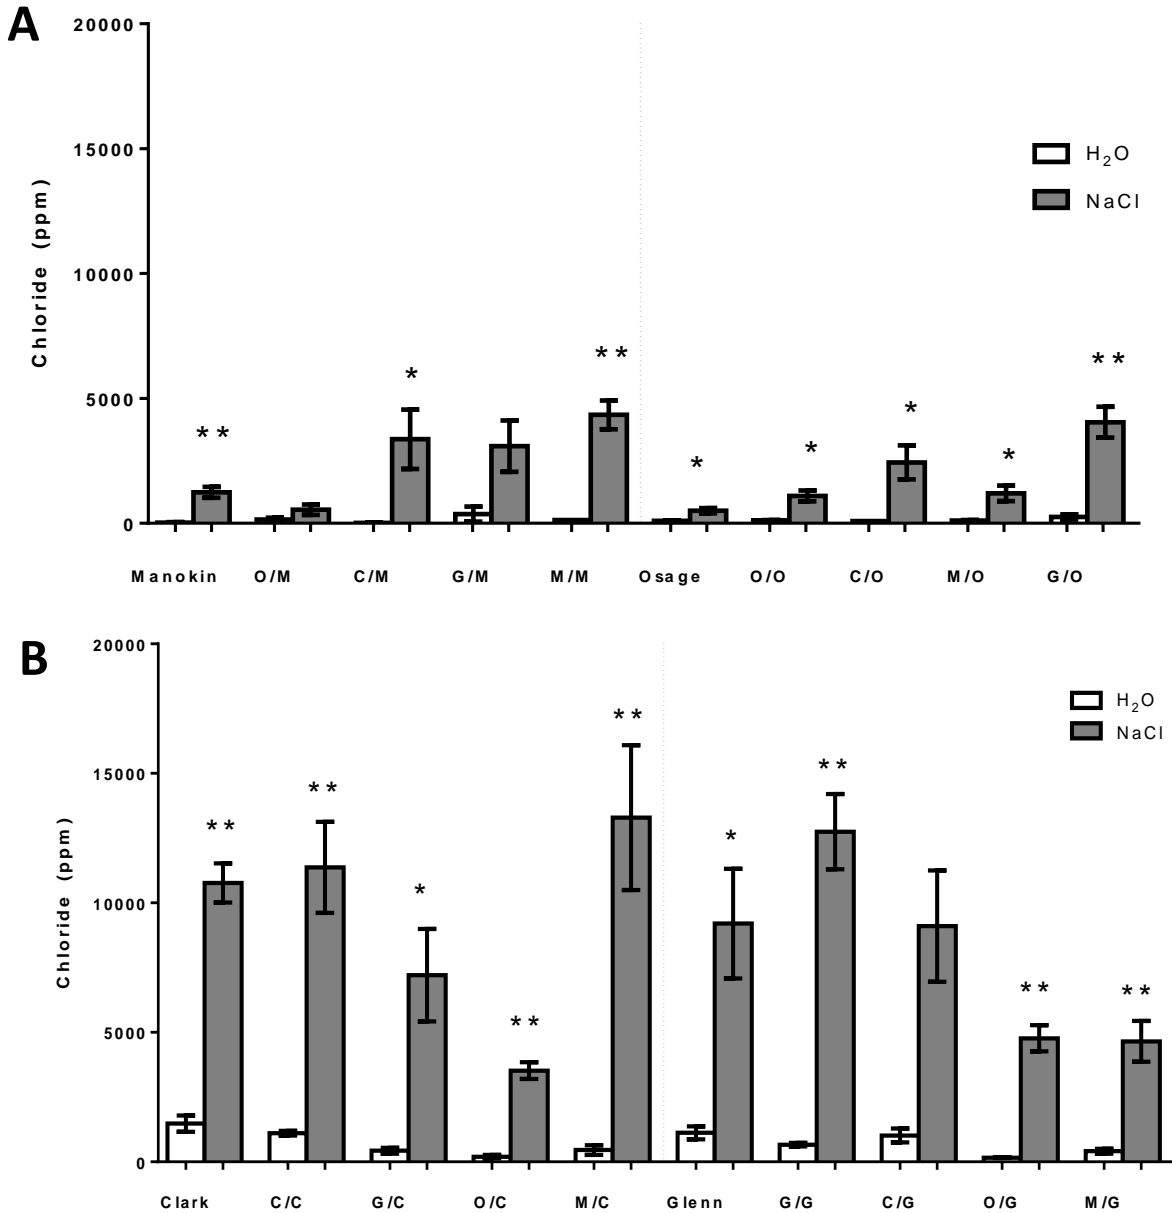 A
20000
15000
10000
5000
0
Chloride (ppm)
H₂O
NaCl
**
*
**
*
*
*
*
**
Manokin O/M C/M G/M M/M Osage O/O C/O M/O G/O
B
20000
15000
10000
5000
0
Chloride (ppm)
H₂O
NaCl
**
**
*
**
**
*
**
**
**
Clark C/C G/C O/C M/C Glenn G/G C/G O/G M/G